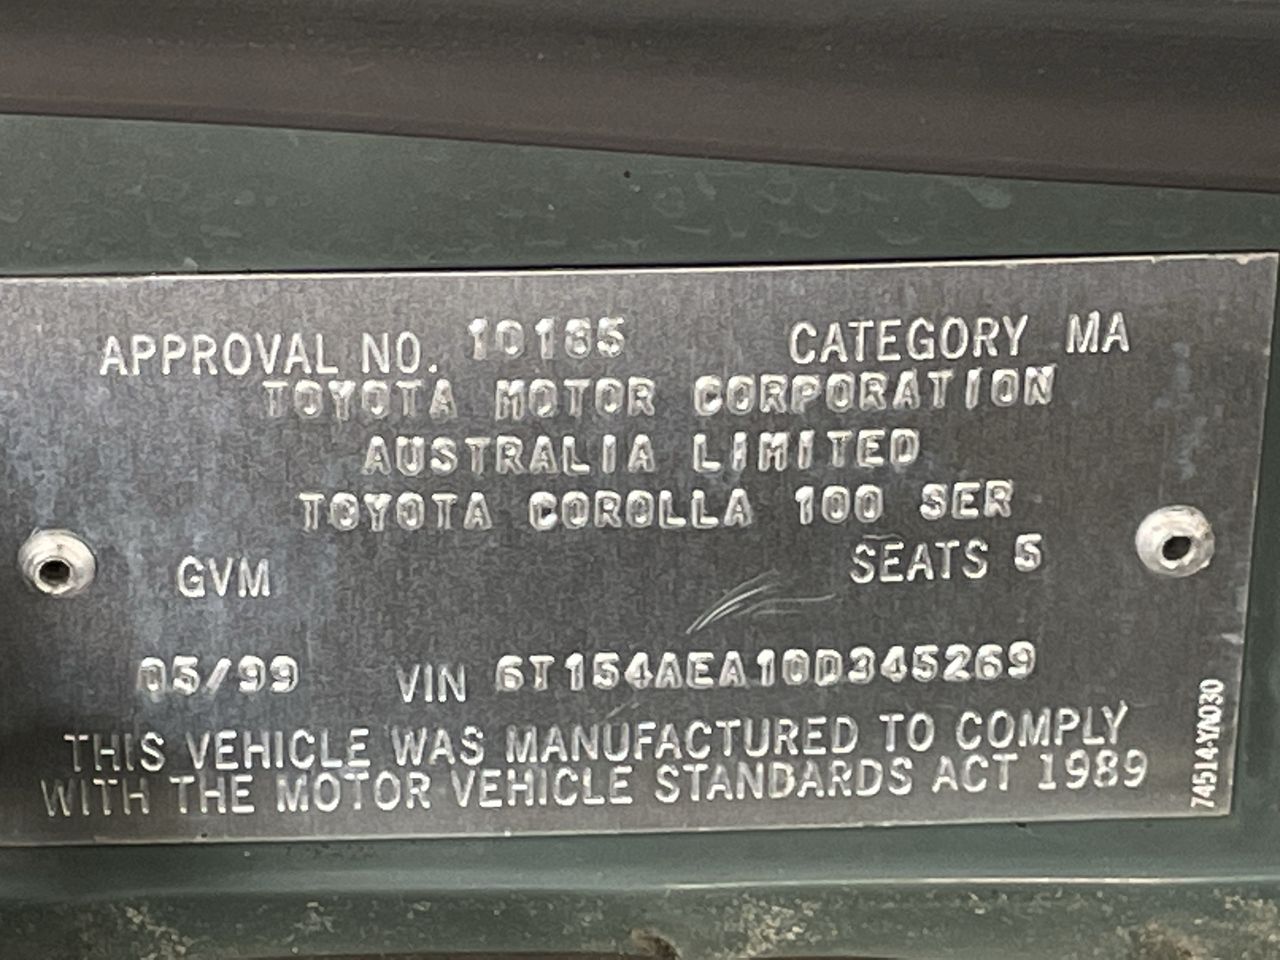 APPROVAL NO. 10185 CATEGORY MA
TOYOTA MOTOR CORPORATION
AUSTRALIA LIMITED
TOYOTA COROLLA 100 SER
GVM SEATS 5
05/99 VIN 6T154AEA10D345269
THIS VEHICLE WAS MANUFACTURED TO COMPLY
WITH THE MOTOR VEHICLE STANDARDS ACT 1989
74514-YA030